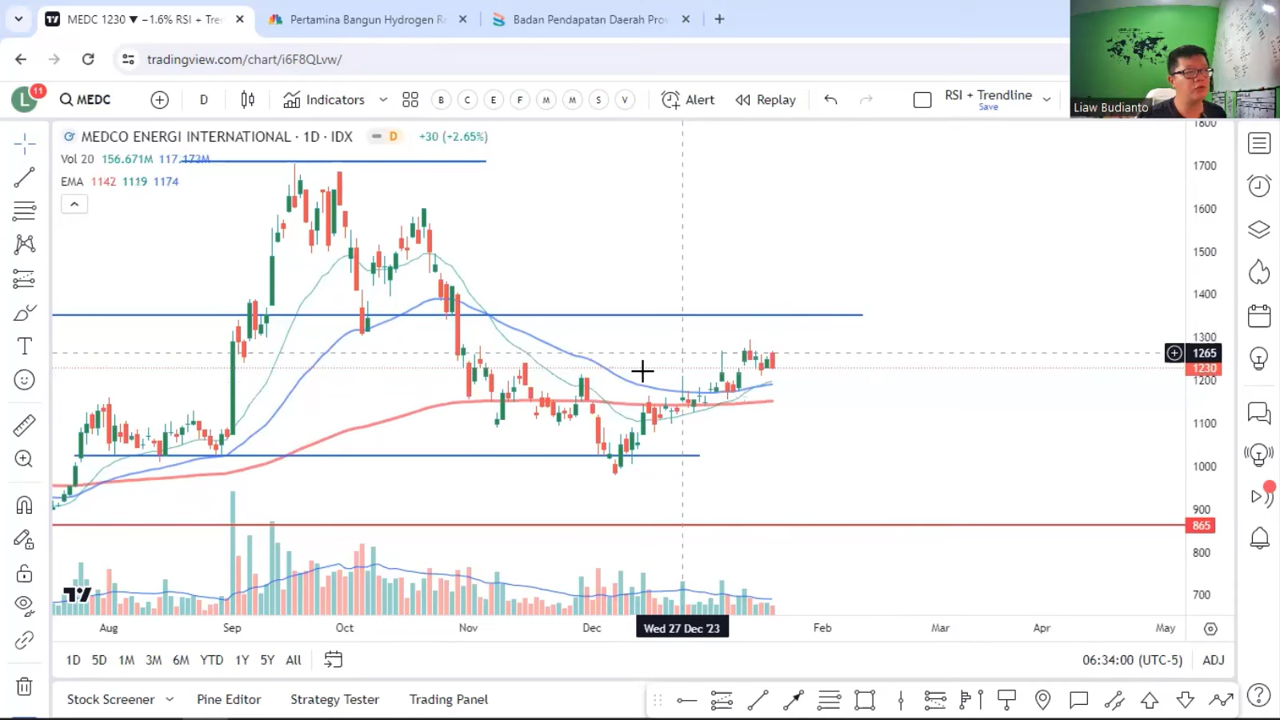 MEDC 1230 ▼ −1.6% RSI + Tre
Pertamina Bangun Hydrogen R
Badan Pendapatan Daerah Pro
tradingview.com/chart/i6F8QLvw/
L 11 MEDC D Indicators B C E F M M S V Alert Replay RSI + Trendline
Save
Liaw Budianto
MEDCO ENERGI INTERNATIONAL · 1D · IDX D +30 (+2.65%)
Vol 20 156.671M 117.173M
EMA 1142 1119 1174
1800
1700
1600
1500
1400
1300
1265
1230
1200
1100
1000
900
865
800
700
Aug Sep Oct Nov Dec Wed 27 Dec '23 Feb Mar Apr May
1D 5D 1M 3M 6M YTD 1Y 5Y All 06:34:00 (UTC-5) ADJ
Stock Screener Pine Editor Strategy Tester Trading Panel